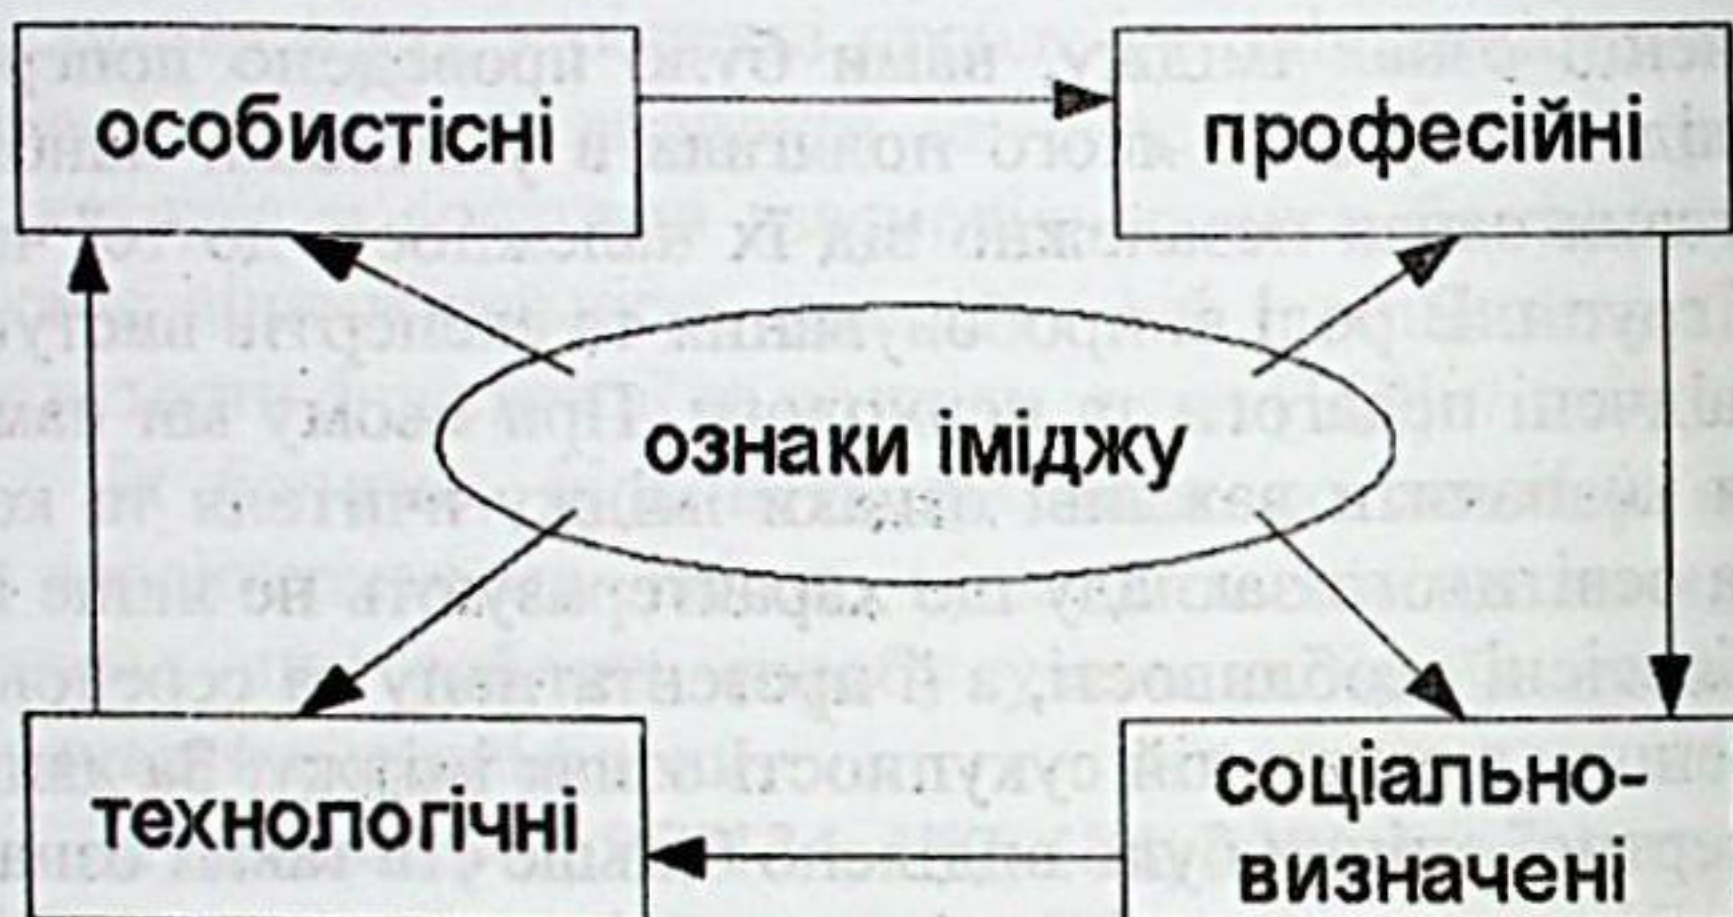 особистісні
професійні
ознаки іміджу
технологічні
соціально-
визначені